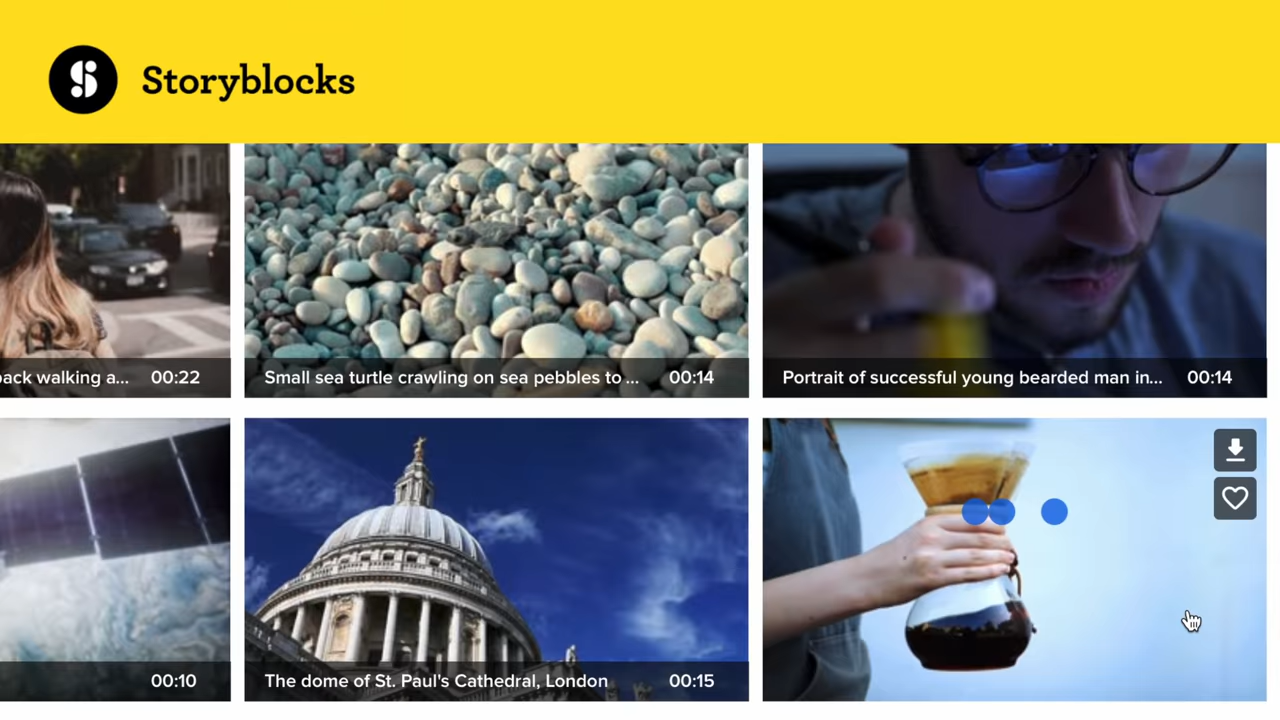 Storyblocks
back walking a... 00:22
Small sea turtle crawling on sea pebbles to ... 00:14
Portrait of successful young bearded man in... 00:14
00:10
The dome of St. Paul's Cathedral, London 00:15